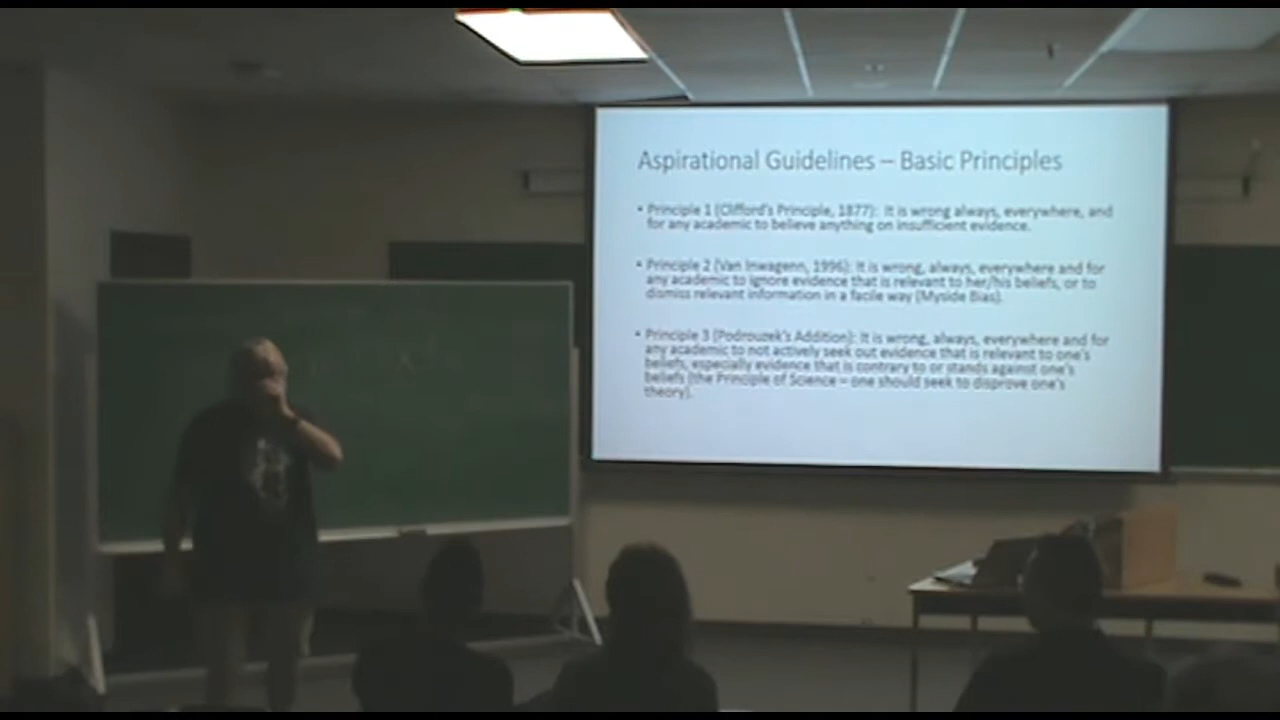 Aspirational Guidelines – Basic Principles
• Principle 1 (Clifford's Principle, 1877): It is wrong always, everywhere, and
for any academic to believe anything on insufficient evidence.
• Principle 2 (Van Inwagenn, 1996): It is wrong, always, everywhere and for
any academic to ignore evidence that is relevant to her/his beliefs, or to
dismiss relevant information in a facile way (Myside Bias).
• Principle 3 (Podrouzek's Addition): It is wrong, always, everywhere and for
any academic to not actively seek out evidence that is relevant to one's
beliefs, especially evidence that is contrary to or stands against one's
beliefs (the Principle of Science – one should seek to disprove one's
theory).